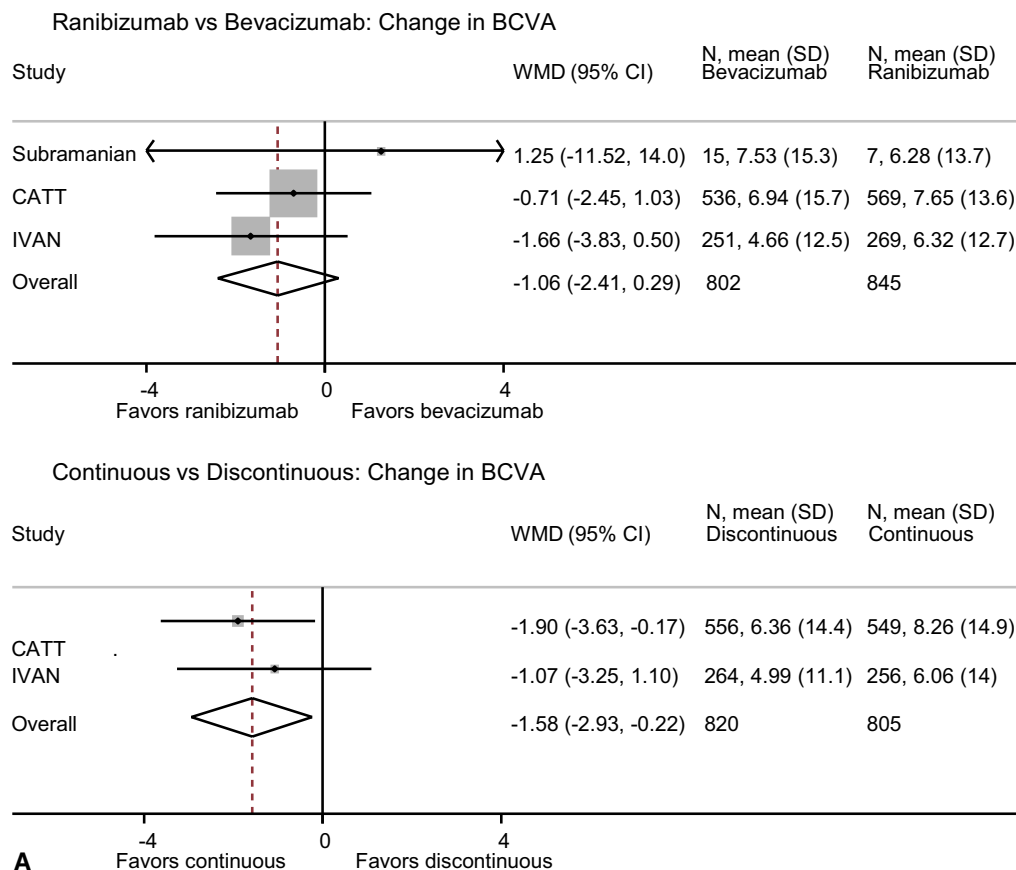 Ranibizumab vs Bevacizumab: Change in BCVA
Study WMD (95% CI) N, mean (SD) Bevacizumab N, mean (SD) Ranibizumab
Subramanian 1.25 (-11.52, 14.0) 15, 7.53 (15.3) 7, 6.28 (13.7)
CATT -0.71 (-2.45, 1.03) 536, 6.94 (15.7) 569, 7.65 (13.6)
IVAN -1.66 (-3.83, 0.50) 251, 4.66 (12.5) 269, 6.32 (12.7)
Overall -1.06 (-2.41, 0.29) 802 845
-4 0 4
Favors ranibizumab Favors bevacizumab
Continuous vs Discontinuous: Change in BCVA
Study WMD (95% CI) N, mean (SD) Discontinuous N, mean (SD) Continuous
CATT . -1.90 (-3.63, -0.17) 556, 6.36 (14.4) 549, 8.26 (14.9)
IVAN -1.07 (-3.25, 1.10) 264, 4.99 (11.1) 256, 6.06 (14)
Overall -1.58 (-2.93, -0.22) 820 805
-4 0 4
A Favors continuous Favors discontinuous